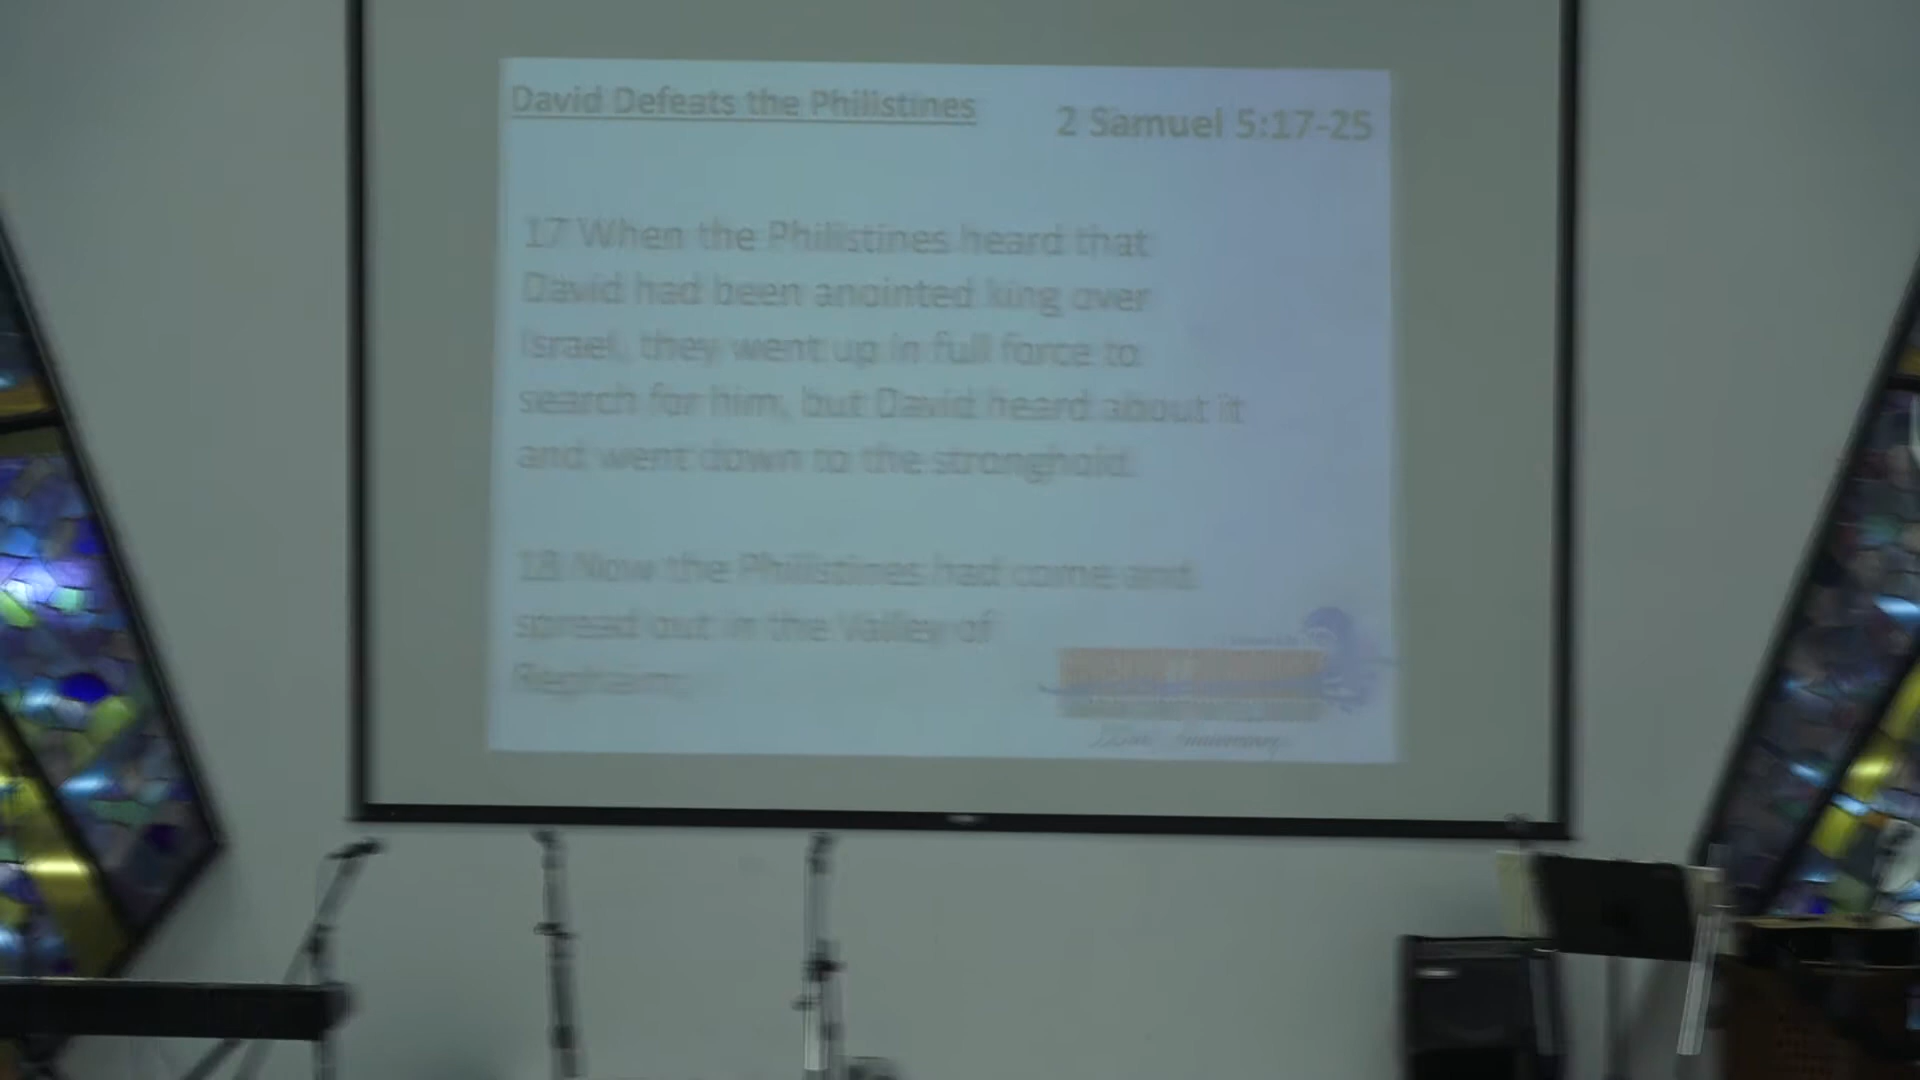 David Defeats the Philistines
2 Samuel 5:17-25
17 When the Philistines heard that
David had been anointed king over
Israel, they went up in full force to
search for him, but David heard about it
and went down to the stronghold.
18 Now the Philistines had come and
spread out in the Valley of
Rephaim;
Anniversary